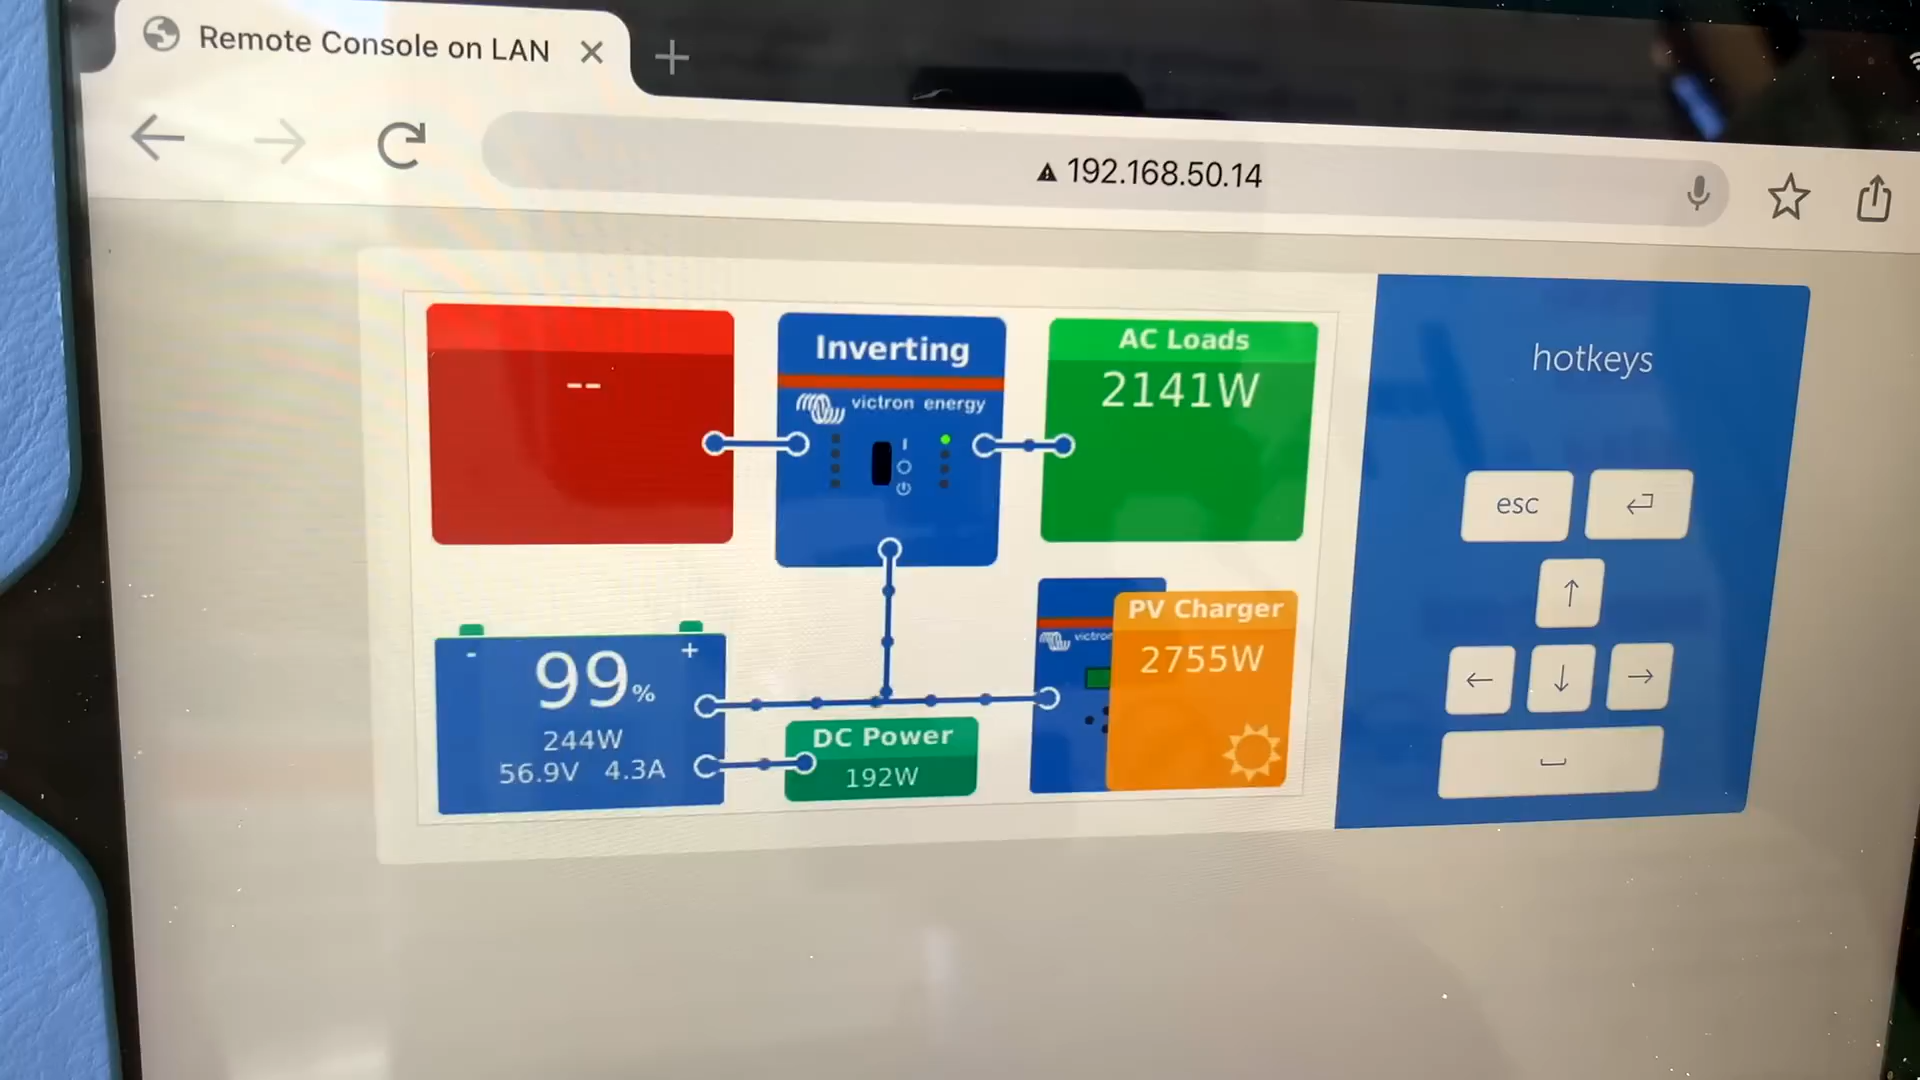 Remote Console on LAN
192.168.50.14
--
Inverting
victron energy
AC Loads
2141W
hotkeys
esc
- +
99%
244W
56.9V 4.3A
DC Power
192W
victron
PV Charger
2755W